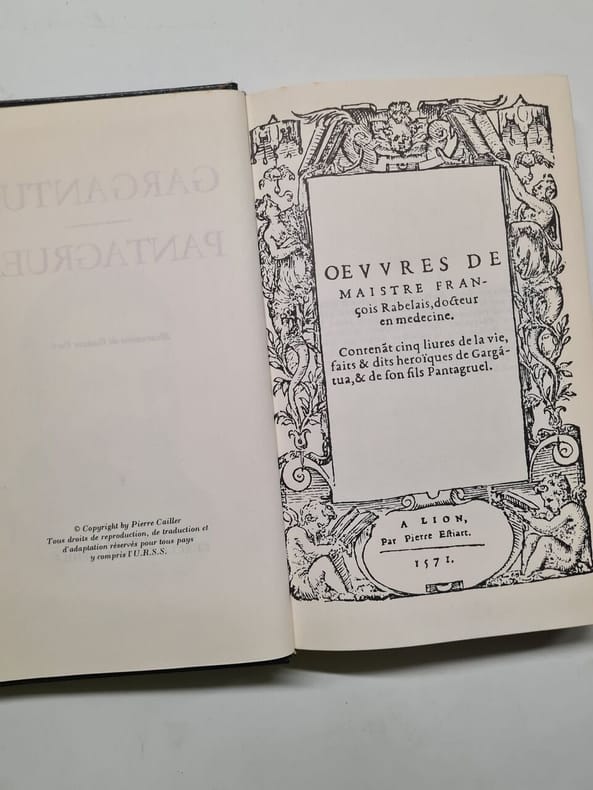 GARGANTU
PANTAGRUE
© Copyright by Pierre Cailler
Tous droits de reproduction, de traduction et
d'adaptation réservés pour tous pays
y compris l'U.R.S.S.
OEVVRES DE
MAISTRE FRAN-
çois Rabelais, docteur
en medecine.
Contenãt cinq liures de la vie,
faits & dits heroïques de Gargã-
tua, & de ſon fils Pantagruel.
A LION,
Par Pierre Eſtiart.
1571.